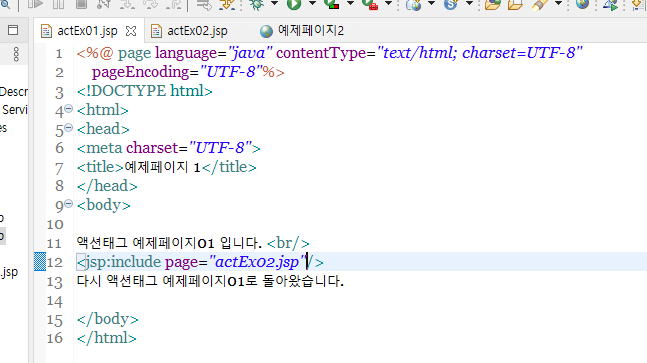 actEx01.jsp
actEx02.jsp
예제페이지2
1 <%@ page language="java" contentType="text/html; charset=UTF-8"
2 pageEncoding="UTF-8"%>
3 <!DOCTYPE html>
4 <html>
5 <head>
6 <meta charset="UTF-8">
7 <title>예제페이지 1</title>
8 </head>
9 <body>
10
11 액션태그 예제페이지01 입니다. <br/>
12 <jsp:include page="actEx02.jsp"/>
13 다시 액션태그 예제페이지01로 돌아왔습니다.
14
15 </body>
16 </html>
Descr
Servi
es
.jsp